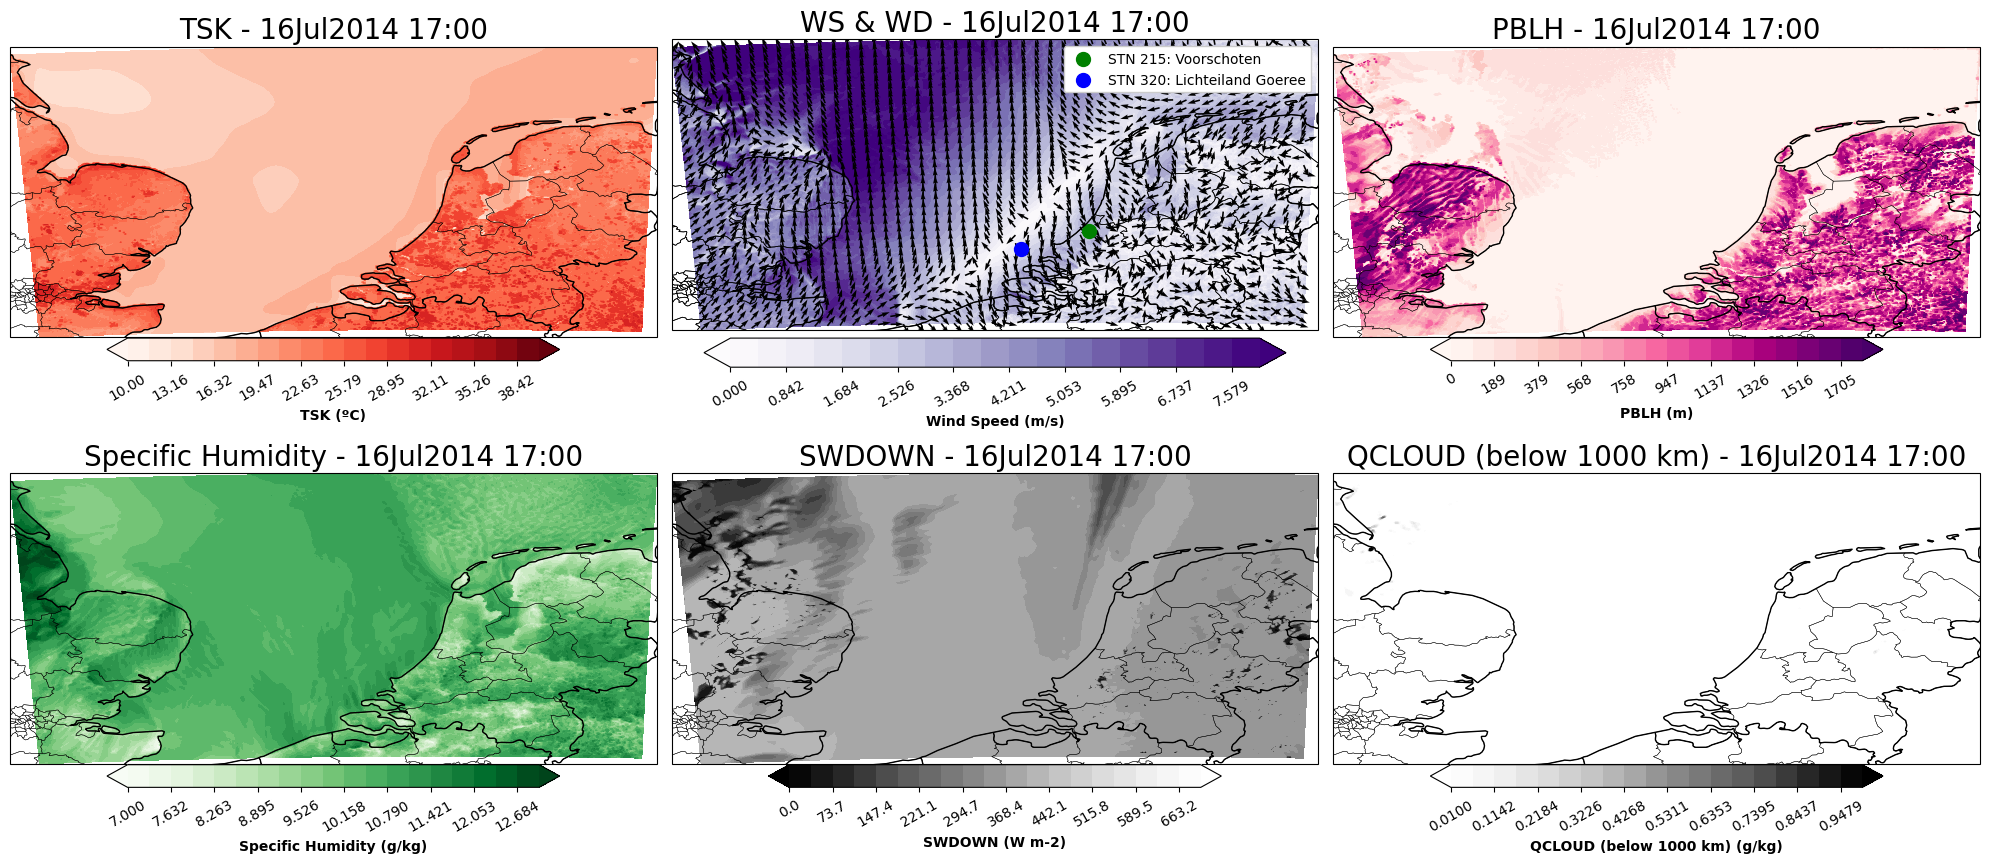 TSK - 16Jul2014 17:00
10.00 13.16 16.32 19.47 22.63 25.79 28.95 32.11 35.26 38.42
TSK (ºC)
WS & WD - 16Jul2014 17:00
STN 215: Voorschoten
STN 320: Lichteiland Goeree
0.000 0.842 1.684 2.526 3.368 4.211 5.053 5.895 6.737 7.579
Wind Speed (m/s)
PBLH - 16Jul2014 17:00
0 189 379 568 758 947 1137 1326 1516 1705
PBLH (m)
Specific Humidity - 16Jul2014 17:00
7.000 7.632 8.263 8.895 9.526 10.158 10.790 11.421 12.053 12.684
Specific Humidity (g/kg)
SWDOWN - 16Jul2014 17:00
0.0 73.7 147.4 221.1 294.7 368.4 442.1 515.8 589.5 663.2
SWDOWN (W m-2)
QCLOUD (below 1000 km) - 16Jul2014 17:00
0.0100 0.1142 0.2184 0.3226 0.4268 0.5311 0.6353 0.7395 0.8437 0.9479
QCLOUD (below 1000 km) (g/kg)